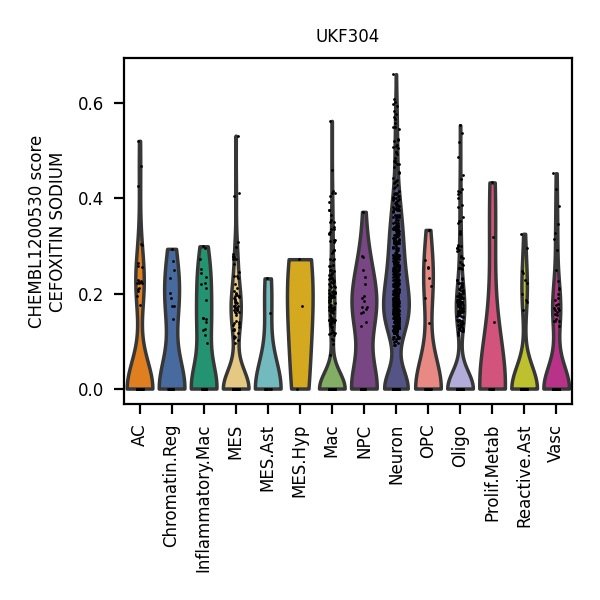 UKF304
CHEMBL1200530 score
CEFOXITIN SODIUM
0.6
0.4
0.2
0.0
AC
Chromatin.Reg
Inflammatory.Mac
MES
MES.Ast
MES.Hyp
Mac
NPC
Neuron
OPC
Oligo
Prolif.Metab
Reactive.Ast
Vasc